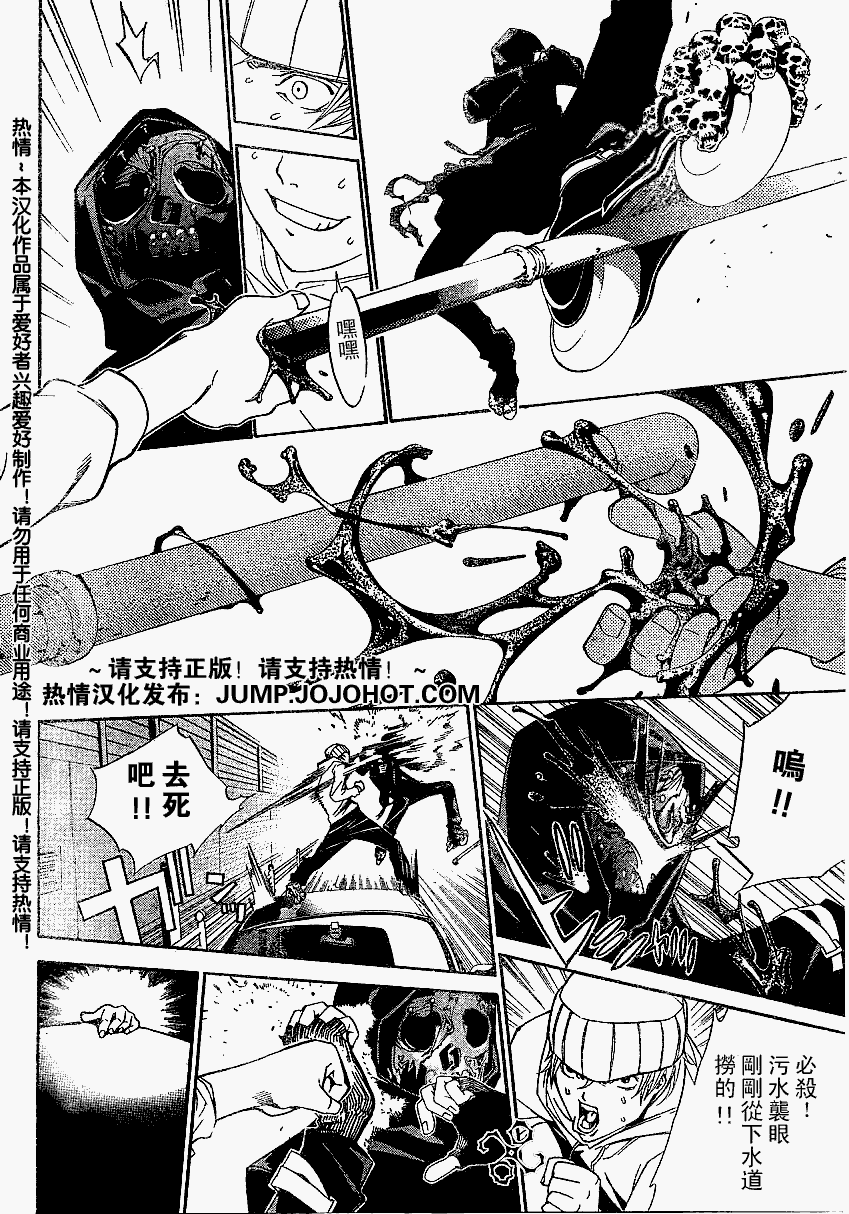 嘿
嘿
热情~本汉化作品属于爱好者兴趣爱好制作！请勿用于任何商业用途！请支持正版！请支持热情！
~请支持正版！请支持热情！~
热情汉化发布：JUMP.JOJOHOT.COM
嗚!!
去死
吧!!
必殺！
污水襲眼
剛剛從下水道
撈的!!